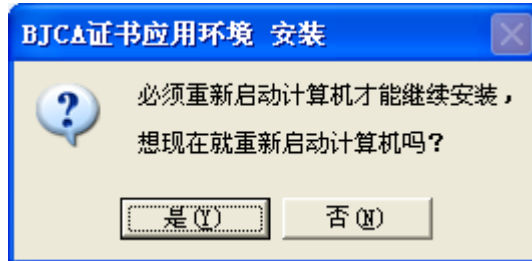 BJCA证书应用环境 安装
必须重新启动计算机才能继续安装，
想现在就重新启动计算机吗？
是(Y)
否(N)